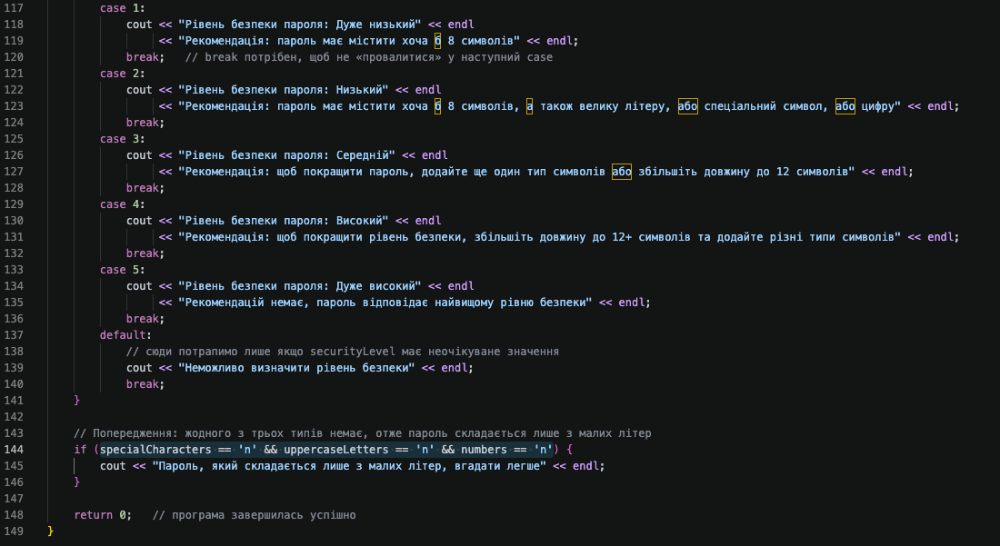 117 case 1:
118 cout << "Рівень безпеки пароля: Дуже низький" << endl
119 << "Рекомендація: пароль має містити хоча б 8 символів" << endl;
120 break; // break потрібен, щоб не «провалитися» у наступний case
121 case 2:
122 cout << "Рівень безпеки пароля: Низький" << endl
123 << "Рекомендація: пароль має містити хоча б 8 символів, а також велику літеру, або спеціальний символ, або цифру" << endl;
124 break;
125 case 3:
126 cout << "Рівень безпеки пароля: Середній" << endl
127 << "Рекомендація: щоб покращити пароль, додайте ще один тип символів або збільшіть довжину до 12 символів" << endl;
128 break;
129 case 4:
130 cout << "Рівень безпеки пароля: Високий" << endl
131 << "Рекомендація: щоб покращити рівень безпеки, збільшіть довжину до 12+ символів та додайте різні типи символів" << endl;
132 break;
133 case 5:
134 cout << "Рівень безпеки пароля: Дуже високий" << endl
135 << "Рекомендацій немає, пароль відповідає найвищому рівню безпеки" << endl;
136 break;
137 default:
138 // сюди потрапимо лише якщо securityLevel має неочікуване значення
139 cout << "Неможливо визначити рівень безпеки" << endl;
140 break;
141 }
142
143 // Попередження: жодного з трьох типів немає, отже пароль складається лише з малих літер
144 if (specialCharacters == 'n' && uppercaseLetters == 'n' && numbers == 'n') {
145 cout << "Пароль, який складається лише з малих літер, вгадати легше" << endl;
146 }
147
148 return 0; // програма завершилась успішно
149 }